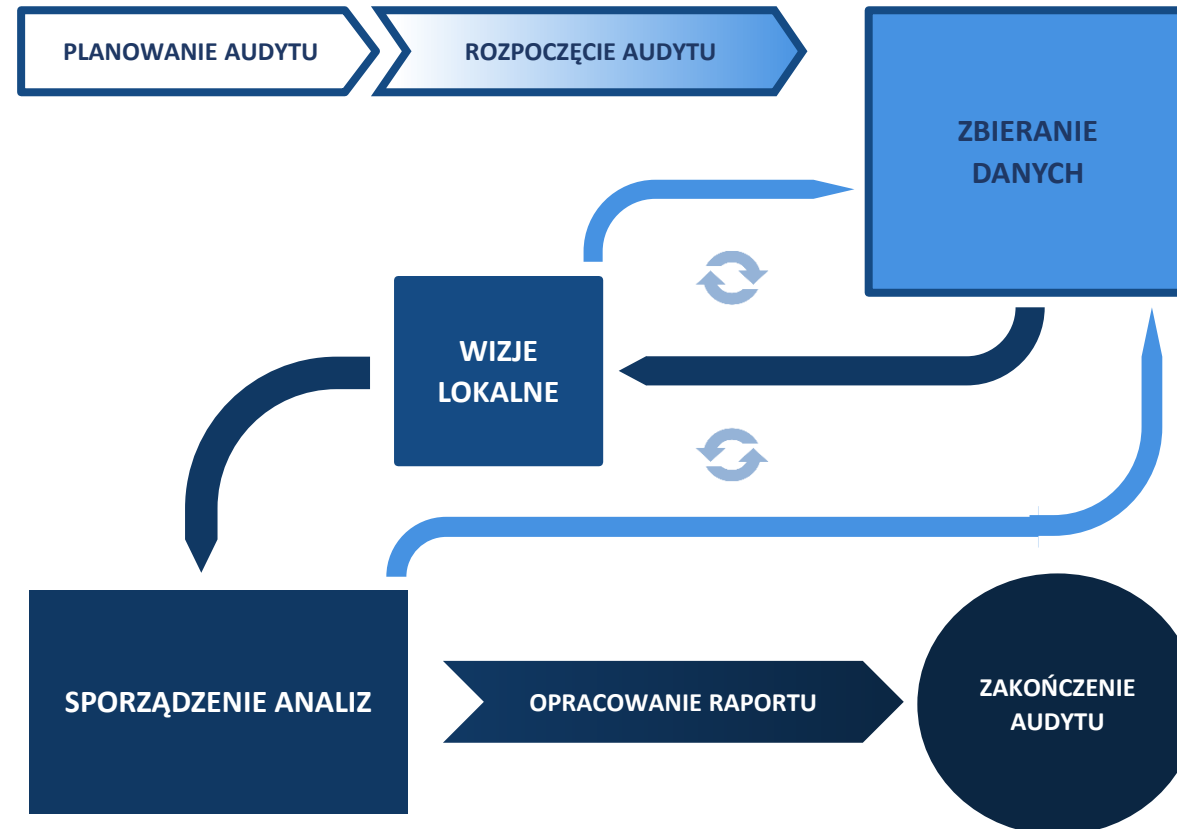 PLANOWANIE AUDYTU
ROZPOCZĘCIE AUDYTU
ZBIERANIE
DANYCH
WIZJE
LOKALNE
SPORZĄDZENIE ANALIZ
OPRACOWANIE RAPORTU
ZAKOŃCZENIE
AUDYTU